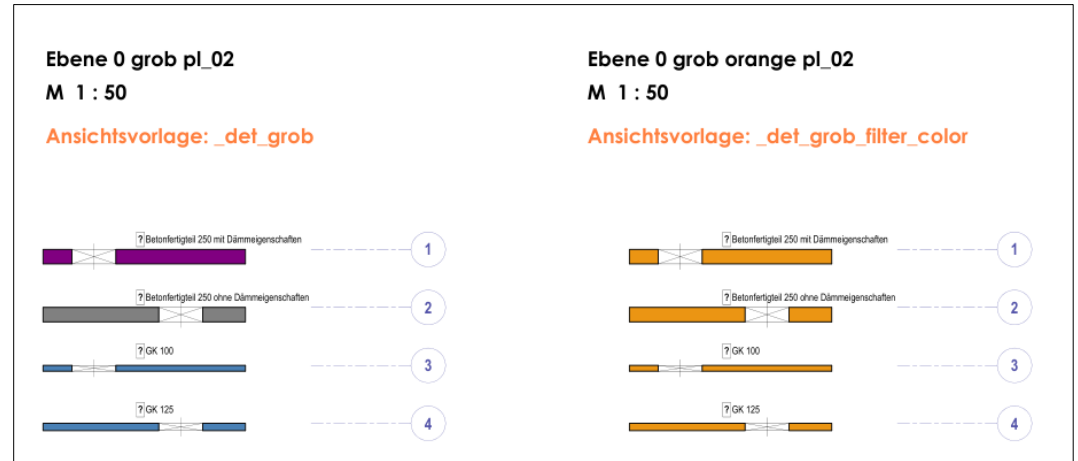 Ebene 0 grob pl_02
M 1 : 50
Ansichtsvorlage: _det_grob
? Betonfertigteil 250 mit Dämmeigenschaften
1
? Betonfertigteil 250 ohne Dämmeigenschaften
2
? GK 100
3
? GK 125
4
Ebene 0 grob orange pl_02
M 1 : 50
Ansichtsvorlage: _det_grob_filter_color
? Betonfertigteil 250 mit Dämmeigenschaften
1
? Betonfertigteil 250 ohne Dämmeigenschaften
2
? GK 100
3
? GK 125
4